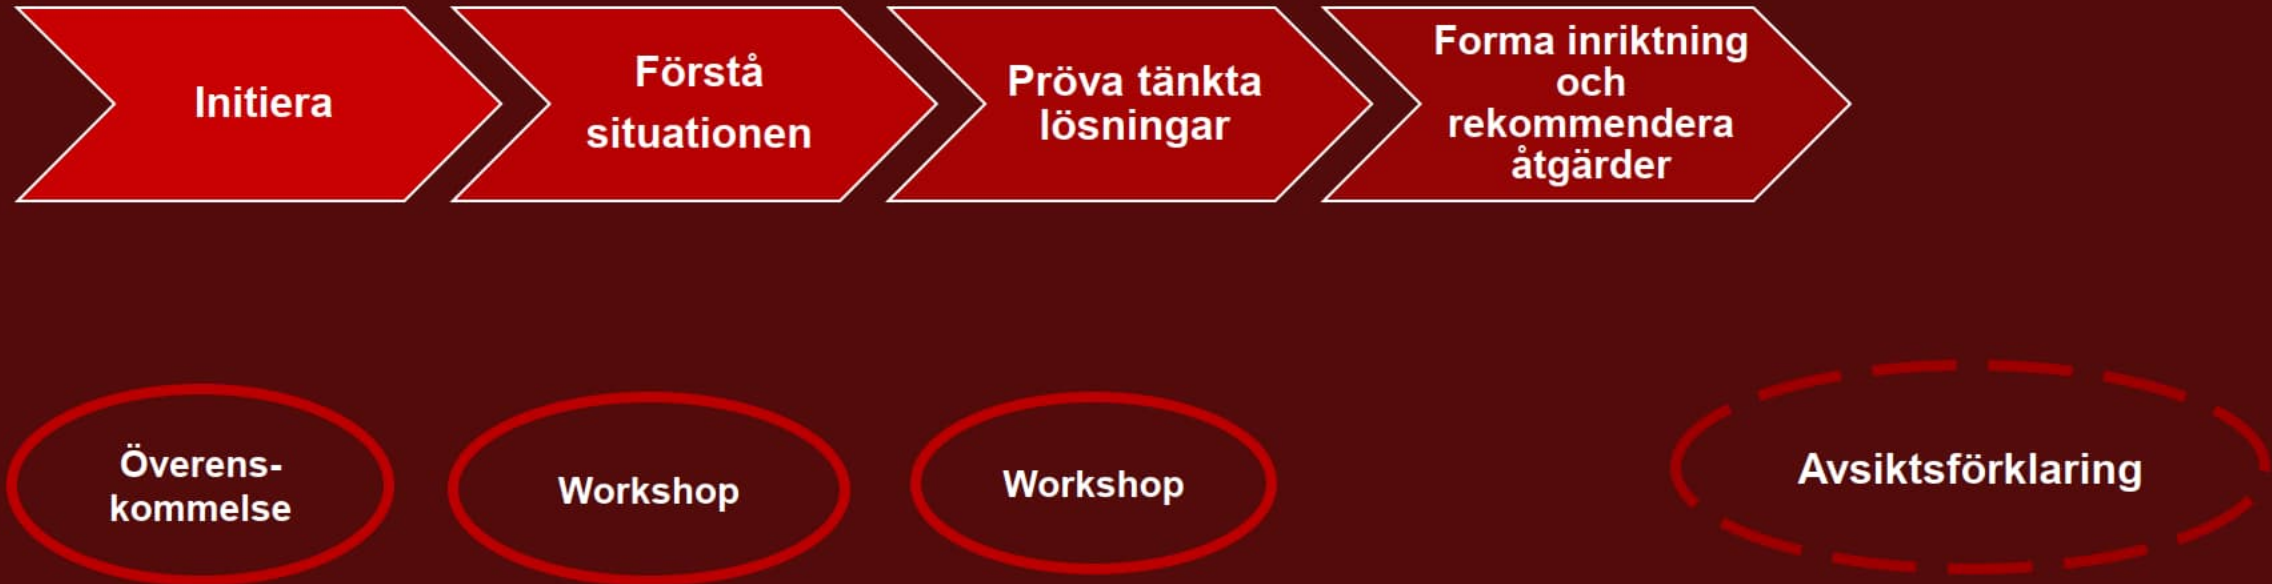 Initiera
Förstå
situationen
Pröva tänkta
lösningar
Forma inriktning
och
rekommendera
åtgärder
Överens-
kommelse
Workshop
Workshop
Avsiktsförklaring